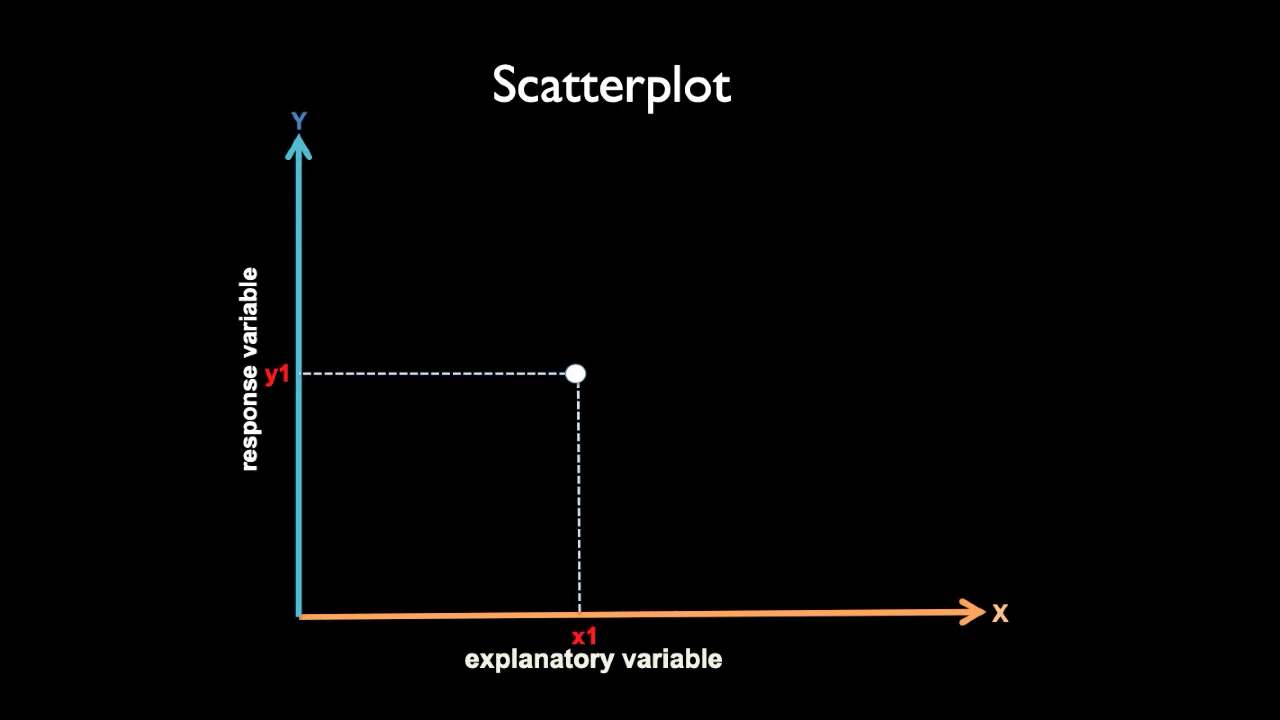 Scatterplot
Y
response variable
y1
X
x1
explanatory variable